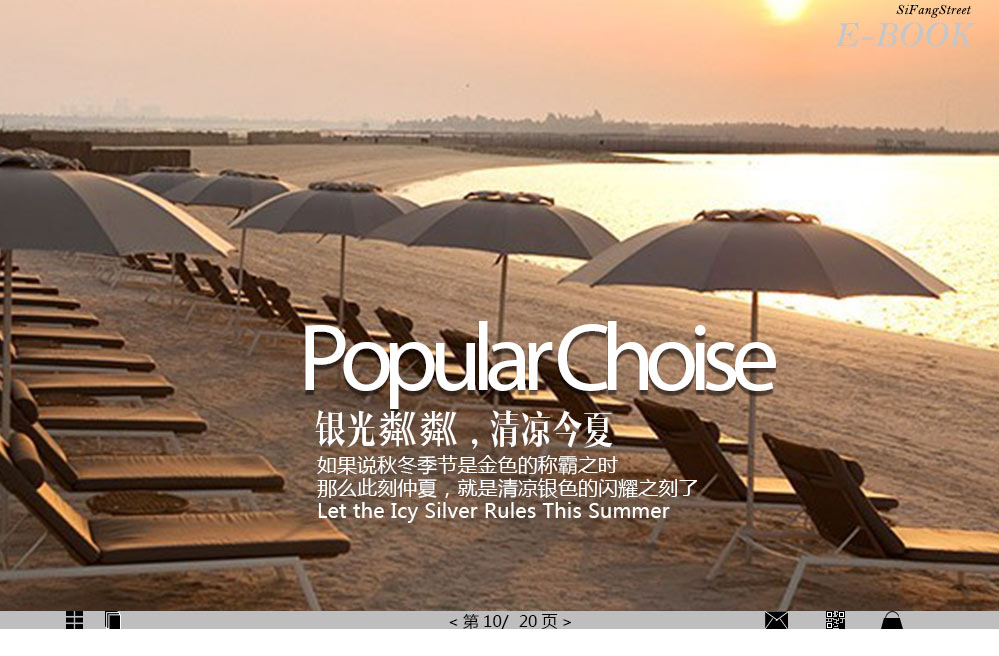 SiFangStreet
E-BOOK
Popular Choise
银光粼粼，清凉今夏
如果说秋冬季节是金色的称霸之时
那么此刻仲夏，就是清凉银色的闪耀之刻了
Let the Icy Silver Rules This Summer
< 第 10/ 20 页 >